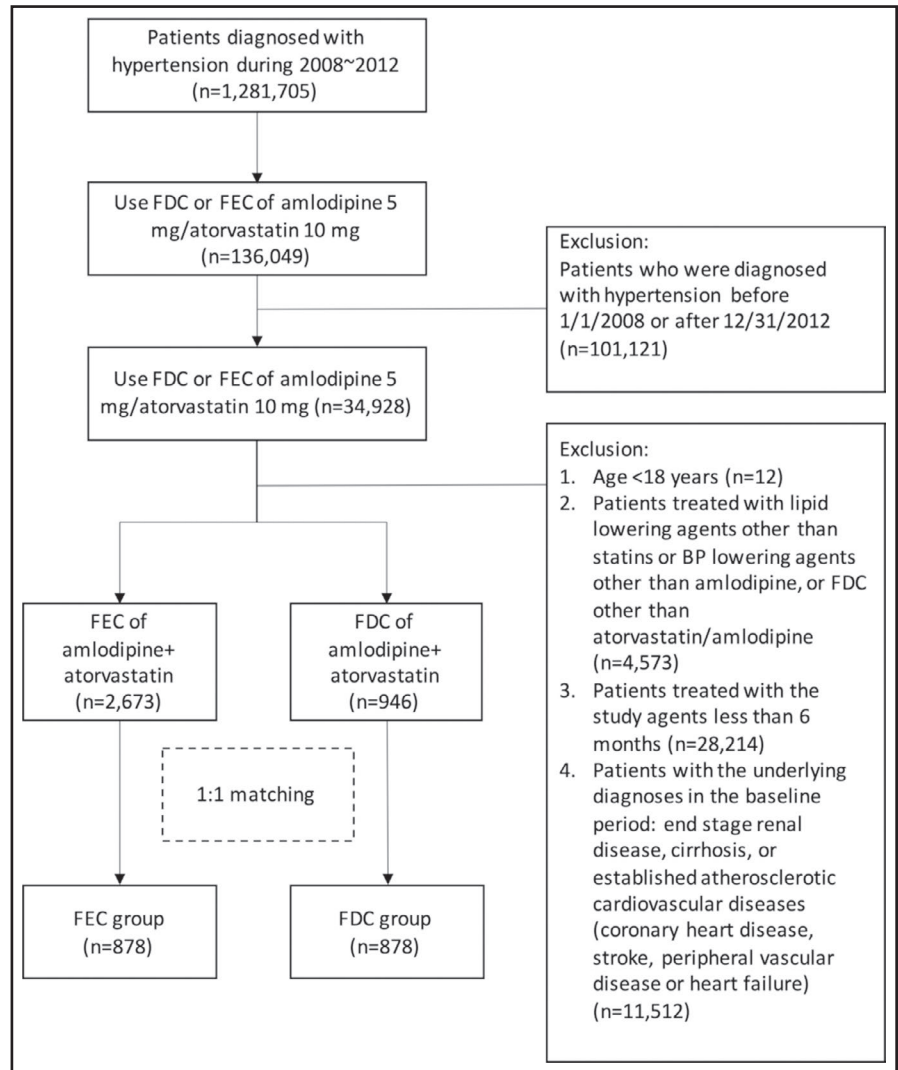 Patients diagnosed with
hypertension during 2008~2012
(n=1,281,705)
Use FDC or FEC of amlodipine 5
mg/atorvastatin 10 mg
(n=136,049)
Exclusion:
Patients who were diagnosed
with hypertension before
1/1/2008 or after 12/31/2012
(n=101,121)
Use FDC or FEC of amlodipine 5
mg/atorvastatin 10 mg (n=34,928)
Exclusion:
1. Age <18 years (n=12)
2. Patients treated with lipid
lowering agents other than
statins or BP lowering agents
other than amlodipine, or FDC
other than
atorvastatin/amlodipine
(n=4,573)
3. Patients treated with the
study agents less than 6
months (n=28,214)
4. Patients with the underlying
diagnoses in the baseline
period: end stage renal
disease, cirrhosis, or
established atherosclerotic
cardiovascular diseases
(coronary heart disease,
stroke, peripheral vascular
disease or heart failure)
(n=11,512)
FEC of
amlodipine+
atorvastatin
(n=2,673)
FDC of
amlodipine+
atorvastatin
(n=946)
1:1 matching
FEC group
(n=878)
FDC group
(n=878)